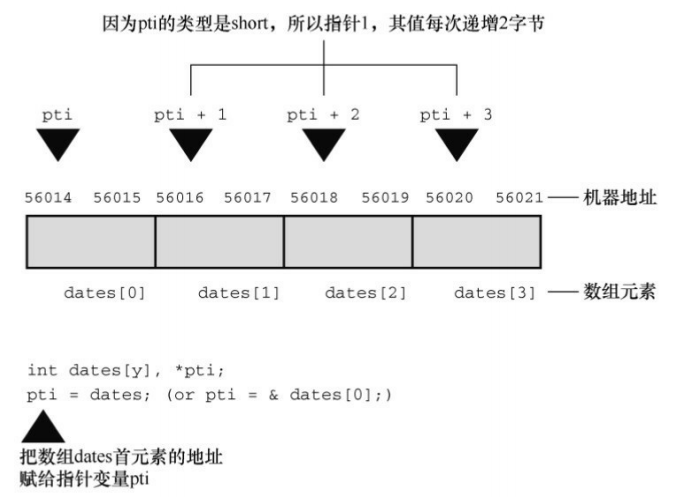 因为pti的类型是short，所以指针1，其值每次递增2字节
pti pti + 1 pti + 2 pti + 3
56014 56015 56016 56017 56018 56019 56020 56021 机器地址
dates[0] dates[1] dates[2] dates[3] 数组元素
int dates[y], *pti;
pti = dates; (or pti = & dates[0];)
把数组dates首元素的地址
赋给指针变量pti